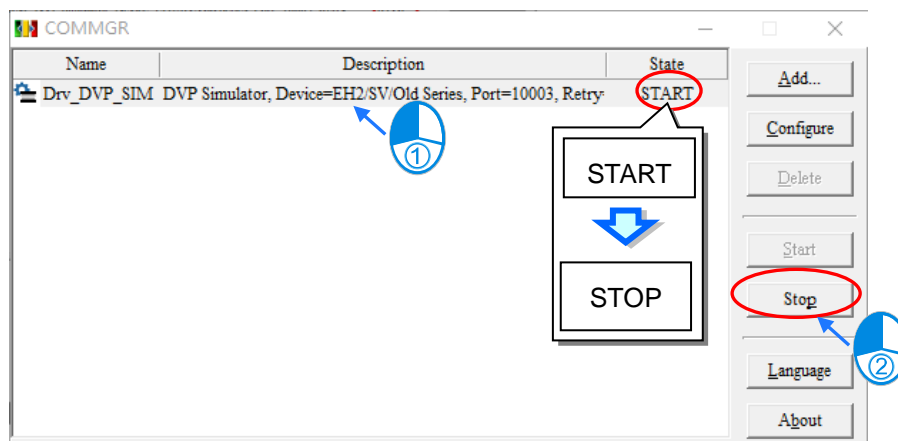 COMMGR
Name Description State
Drv_DVP_SIM DVP Simulator, Device=EH2/SV/Old Series, Port=10003, Retry- START
Add...
Configure
Delete
Start
Stop
Language
About
①
START
STOP
②